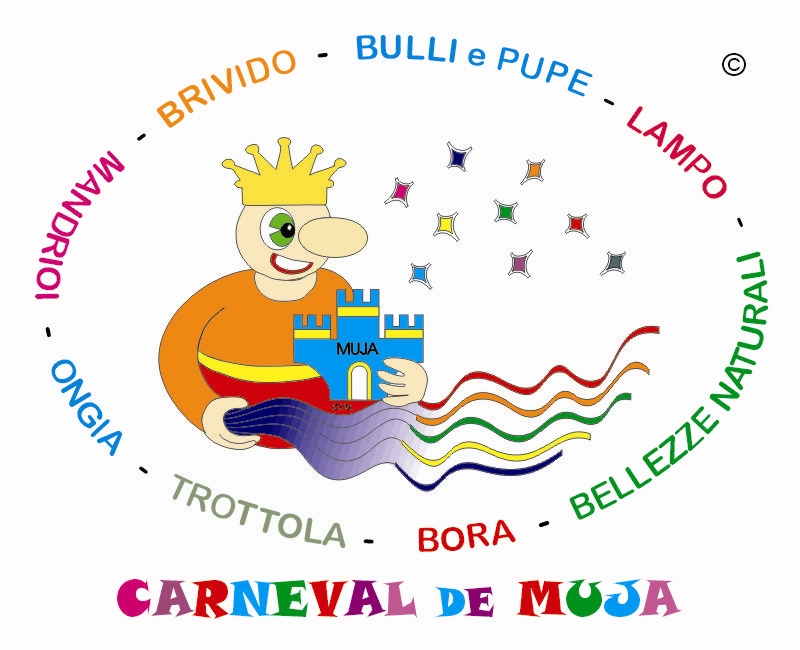 BRIVIDO - BULLI e PUPE - LAMPO - BELLEZZE NATURALI - BORA - TROTTOLA - ONGIA - MANDRIOI -
©
MUJA
CARNEVAL DE MUJA